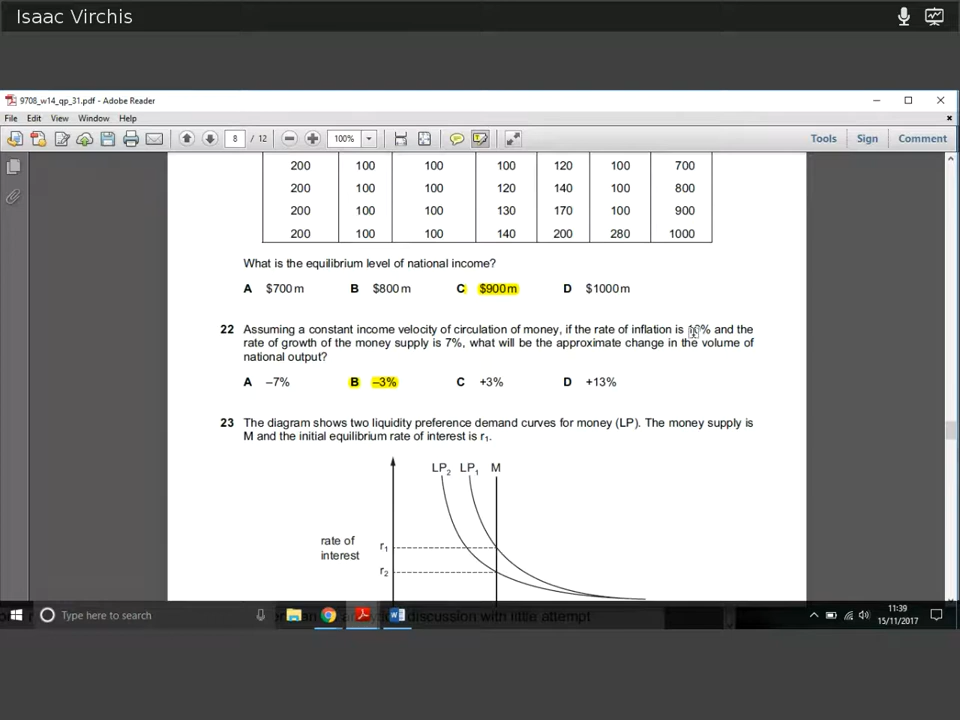 Isaac Virchis
9708_w14_qp_31.pdf - Adobe Reader
File Edit View Window Help
8 / 12 100% Tools Sign Comment
200 100 100 100 120 100 700
200 100 100 120 140 100 800
200 100 100 130 170 100 900
200 100 100 140 200 280 1000
What is the equilibrium level of national income?
A $700m B $800m C $900m D $1000m
22 Assuming a constant income velocity of circulation of money, if the rate of inflation is 10% and the
rate of growth of the money supply is 7%, what will be the approximate change in the volume of
national output?
A –7% B –3% C +3% D +13%
23 The diagram shows two liquidity preference demand curves for money (LP). The money supply is
M and the initial equilibrium rate of interest is r1.
LP2 LP1 M
rate of
interest
r1
r2
Type here to search
discussion with little attempt
11:39
15/11/2017